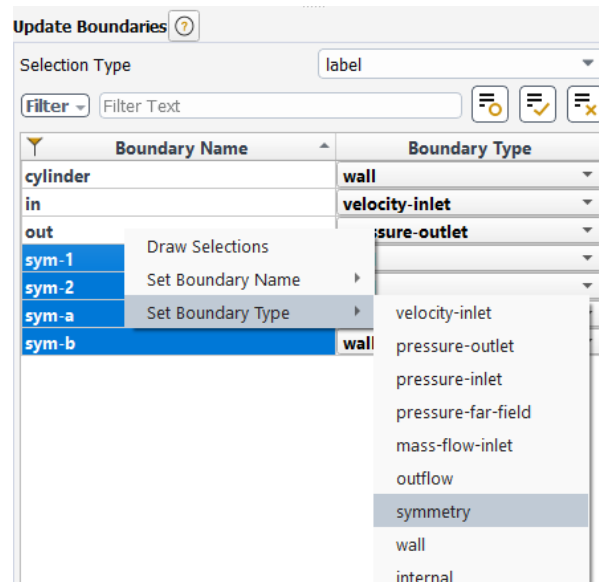 Update Boundaries ?
Selection Type label
Filter Filter Text
Boundary Name Boundary Type
cylinder wall
in velocity-inlet
out sure-outlet
sym-1
sym-2
sym-a
sym-b wal
Draw Selections
Set Boundary Name
Set Boundary Type
velocity-inlet
pressure-outlet
pressure-inlet
pressure-far-field
mass-flow-inlet
outflow
symmetry
wall
internal